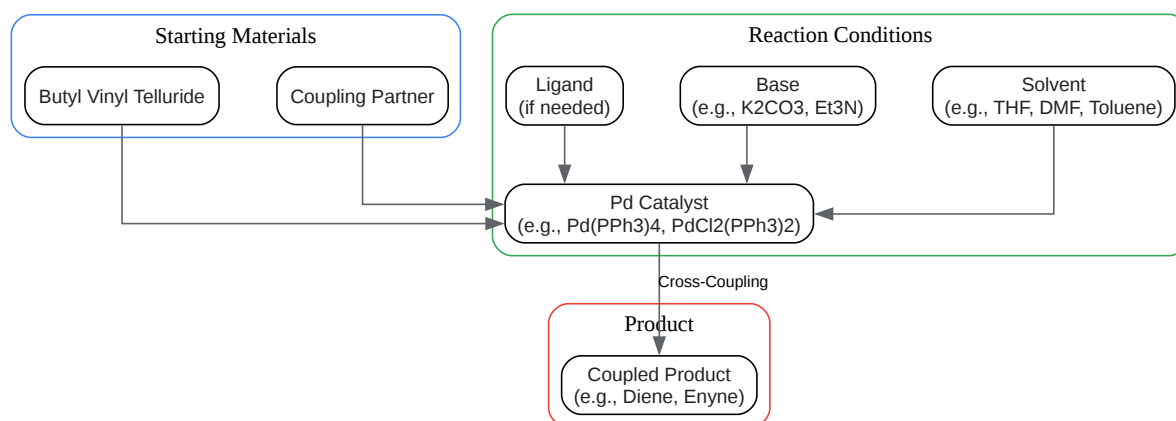 Starting Materials
Reaction Conditions
Butyl Vinyl Telluride
Coupling Partner
Ligand
(if needed)
Base
(e.g., K2CO3, Et3N)
Solvent
(e.g., THF, DMF, Toluene)
Pd Catalyst
(e.g., Pd(PPh3)4, PdCl2(PPh3)2)
Cross-Coupling
Product
Coupled Product
(e.g., Diene, Enyne)